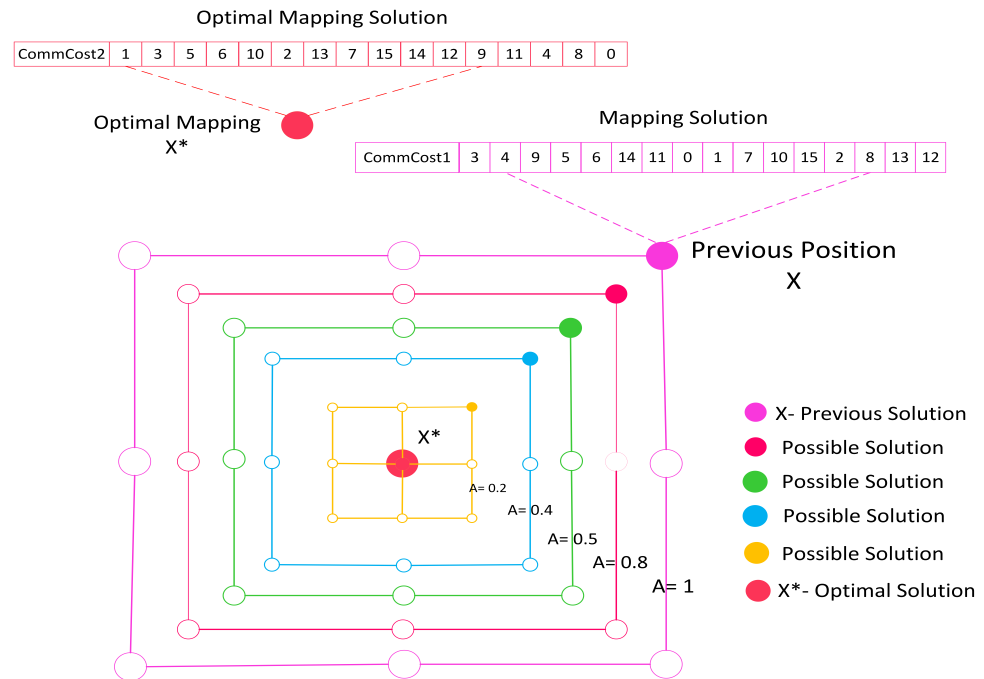 Optimal Mapping Solution
CommCost2 1 3 5 6 10 2 13 7 15 14 12 9 11 4 8 0
Optimal Mapping
X*
Mapping Solution
CommCost1 3 4 9 5 6 14 11 0 1 7 10 15 2 8 13 12
Previous Position
X
X*
A= 0.2
A= 0.4
A= 0.5
A= 0.8
A= 1
X- Previous Solution
Possible Solution
Possible Solution
Possible Solution
Possible Solution
X*- Optimal Solution